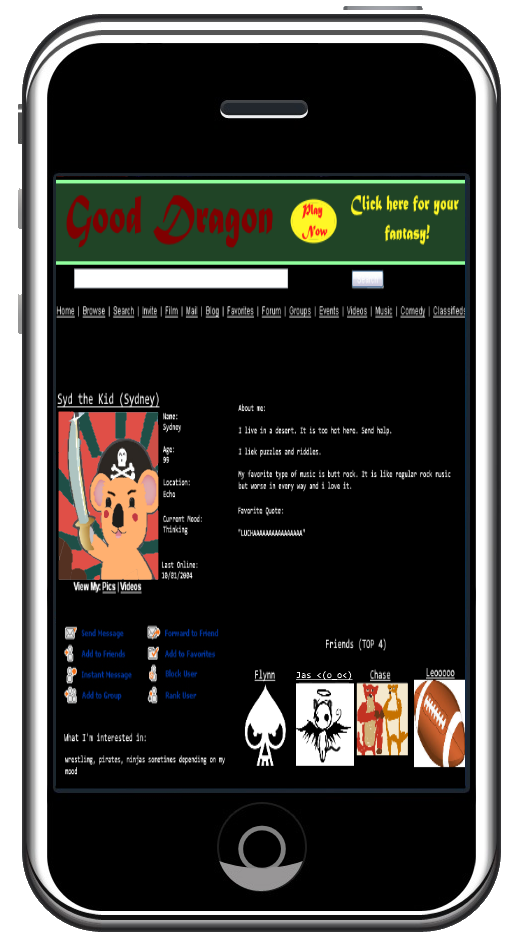 Good Dragon
Play
Now
Click here for your
fantasy!
Home | Browse | Search | Invite | Film | Mail | Blog | Favorites | Forum | Groups | Events | Videos | Music | Comedy | Classifieds
Syd the Kid (Sydney)
Name:
Sydney
Age:
99
Location:
Echo
Current Mood:
Thinking
Last Online:
10/31/2004
View My: Pics | Videos
About me:
I live in a desert. It is too hot here. Send halp.
I liek puzzles and riddles.
My favorite type of music is butt rock. It is like regular rock music
but worse in every way and i love it.
Favorite Quote:
"LUCHAAAAAAAAAAAAAAAA"
Send Message
Forward to Friend
Add to Friends
Add to Favorites
Instant Message
Block User
Add to Group
Rank User
What I'm interested in:
wrestling, pirates, ninjas sometimes depending on my
mood
Friends (TOP 4)
Flynn
Jas <(o_o<)
Chase
Leooooo